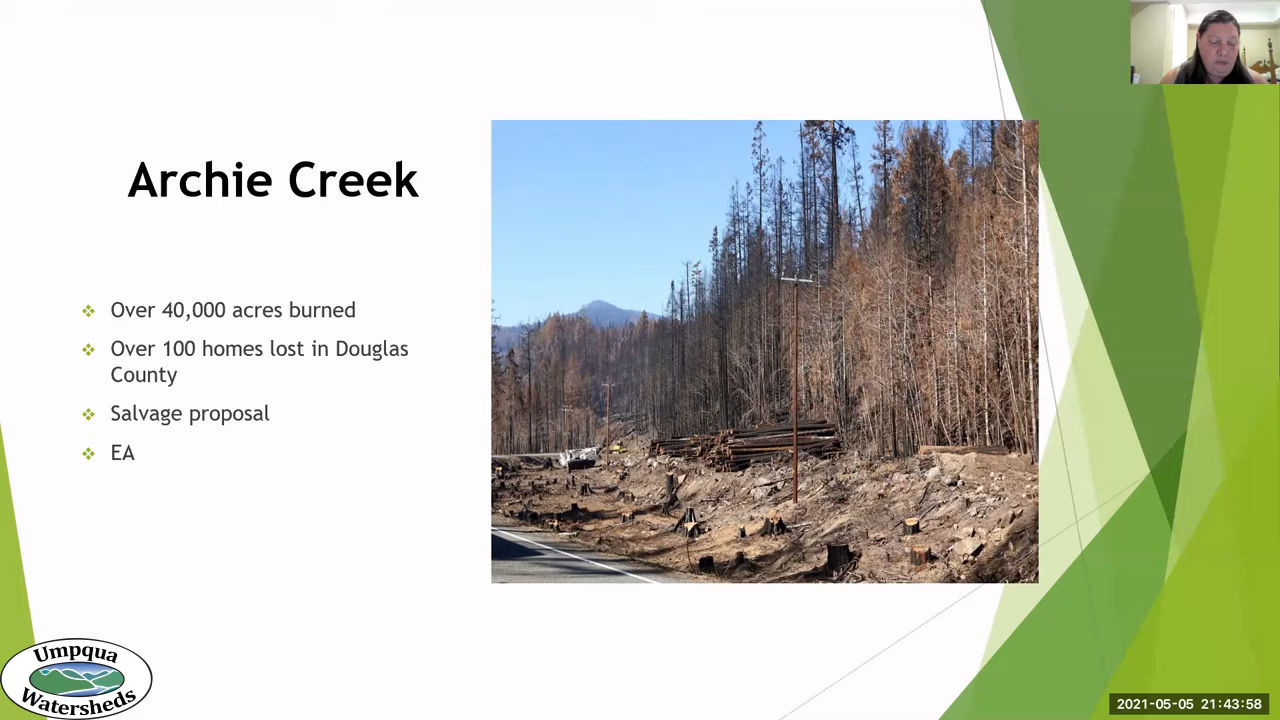 Archie Creek
Over 40,000 acres burned
Over 100 homes lost in Douglas
County
Salvage proposal
EA
Umpqua
Watersheds
2021-05-05 21:43:58